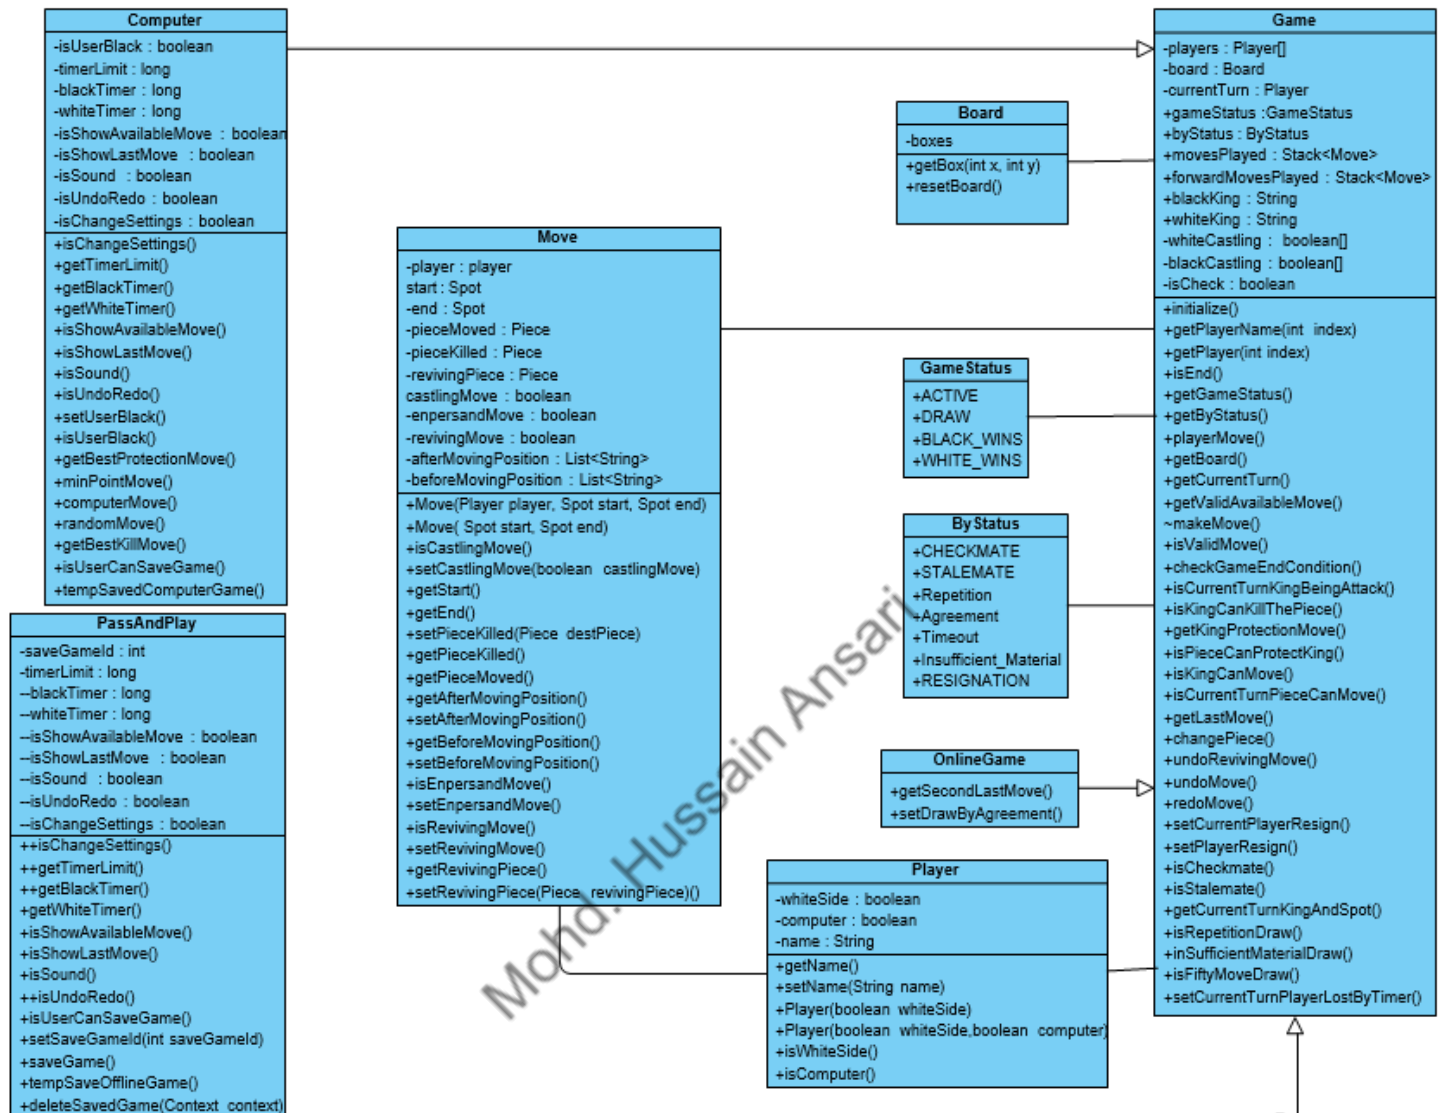 Computer
-isUserBlack : boolean
-timerLimit : long
-blackTimer : long
-whiteTimer : long
-isShowAvailableMove : boolean
-isShowLastMove : boolean
-isSound : boolean
-isUndoRedo : boolean
-isChangeSettings : boolean
+isChangeSettings()
+getTimerLimit()
+getBlackTimer()
+getWhiteTimer()
+isShowAvailableMove()
+isShowLastMove()
+isSound()
+isUndoRedo()
+setUserBlack()
+isUserBlack()
+getBestProtectionMove()
+minPointMove()
+computerMove()
+randomMove()
+getBestKillMove()
+isUserCanSaveGame()
+tempSavedComputerGame()
PassAndPlay
-saveGameId : int
-timerLimit : long
--blackTimer : long
--whiteTimer : long
--isShowAvailableMove : boolean
--isShowLastMove : boolean
--isSound : boolean
--isUndoRedo : boolean
--isChangeSettings : boolean
++isChangeSettings()
++getTimerLimit()
++getBlackTimer()
+getWhiteTimer()
+isShowAvailableMove()
+isShowLastMove()
+isSound()
++isUndoRedo()
+isUserCanSaveGame()
+setSaveGameId(int saveGameId)
+saveGame()
+tempSaveOfflineGame()
+deleteSavedGame(Context context)
Move
-player : player
start : Spot
-end : Spot
-pieceMoved : Piece
-pieceKilled : Piece
-revivingPiece : Piece
castlingMove : boolean
-enpersandMove : boolean
-revivingMove : boolean
-afterMovingPosition : List<String>
-beforeMovingPosition : List<String>
+Move(Player player, Spot start, Spot end)
+Move( Spot start, Spot end)
+isCastlingMove()
+setCastlingMove(boolean castlingMove)
+getStart()
+getEnd()
+setPieceKilled(Piece destPiece)
+getPieceKilled()
+getPieceMoved()
+getAfterMovingPosition()
+setAfterMovingPosition()
+getBeforeMovingPosition()
+setBeforeMovingPosition()
+isEnpersandMove()
+setEnpersandMove()
+isRevivingMove()
+setRevivingMove()
+getRevivingPiece()
+setRevivingPiece(Piece revivingPiece)()
Board
-boxes
+getBox(int x, int y)
+resetBoard()
GameStatus
+ACTIVE
+DRAW
+BLACK_WINS
+WHITE_WINS
ByStatus
+CHECKMATE
+STALEMATE
+Repetition
+Agreement
+Timeout
+Insufficient_Material
+RESIGNATION
OnlineGame
+getSecondLastMove()
+setDrawByAgreement()
Player
-whiteSide : boolean
-computer : boolean
-name : String
+getName()
+setName(String name)
+Player(boolean whiteSide)
+Player(boolean whiteSide,boolean computer)
+isWhiteSide()
+isComputer()
Game
-players : Player[]
-board : Board
-currentTurn : Player
+gameStatus :GameStatus
+byStatus : ByStatus
+movesPlayed : Stack<Move>
+forwardMovesPlayed : Stack<Move>
+blackKing : String
+whiteKing : String
-whiteCastling : boolean[]
-blackCastling : boolean[]
-isCheck : boolean
+initialize()
+getPlayerName(int index)
+getPlayer(int index)
+isEnd()
+getGameStatus()
+getByStatus()
+playerMove()
+getBoard()
+getCurrentTurn()
+getValidAvailableMove()
~makeMove()
+isValidMove()
+checkGameEndCondition()
+isCurrentTurnKingBeingAttack()
+isKingCanKillThePiece()
+getKingProtectionMove()
+isPieceCanProtectKing()
+isKingCanMove()
+isCurrentTurnPieceCanMove()
+getLastMove()
+changePiece()
+undoRevivingMove()
+undoMove()
+redoMove()
+setCurrentPlayerResign()
+setPlayerResign()
+isCheckmate()
+isStalemate()
+getCurrentTurnKingAndSpot()
+isRepetitionDraw()
+inSufficientMaterialDraw()
+isFiftyMoveDraw()
+setCurrentTurnPlayerLostByTimer()
Mohd. Hussain Ansari